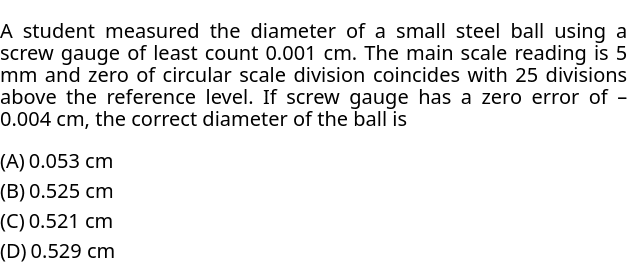 A student measured the diameter of a small steel ball using a
screw gauge of least count 0.001 cm. The main scale reading is 5
mm and zero of circular scale division coincides with 25 divisions
above the reference level. If screw gauge has a zero error of –
0.004 cm, the correct diameter of the ball is
(A) 0.053 cm
(B) 0.525 cm
(C) 0.521 cm
(D) 0.529 cm